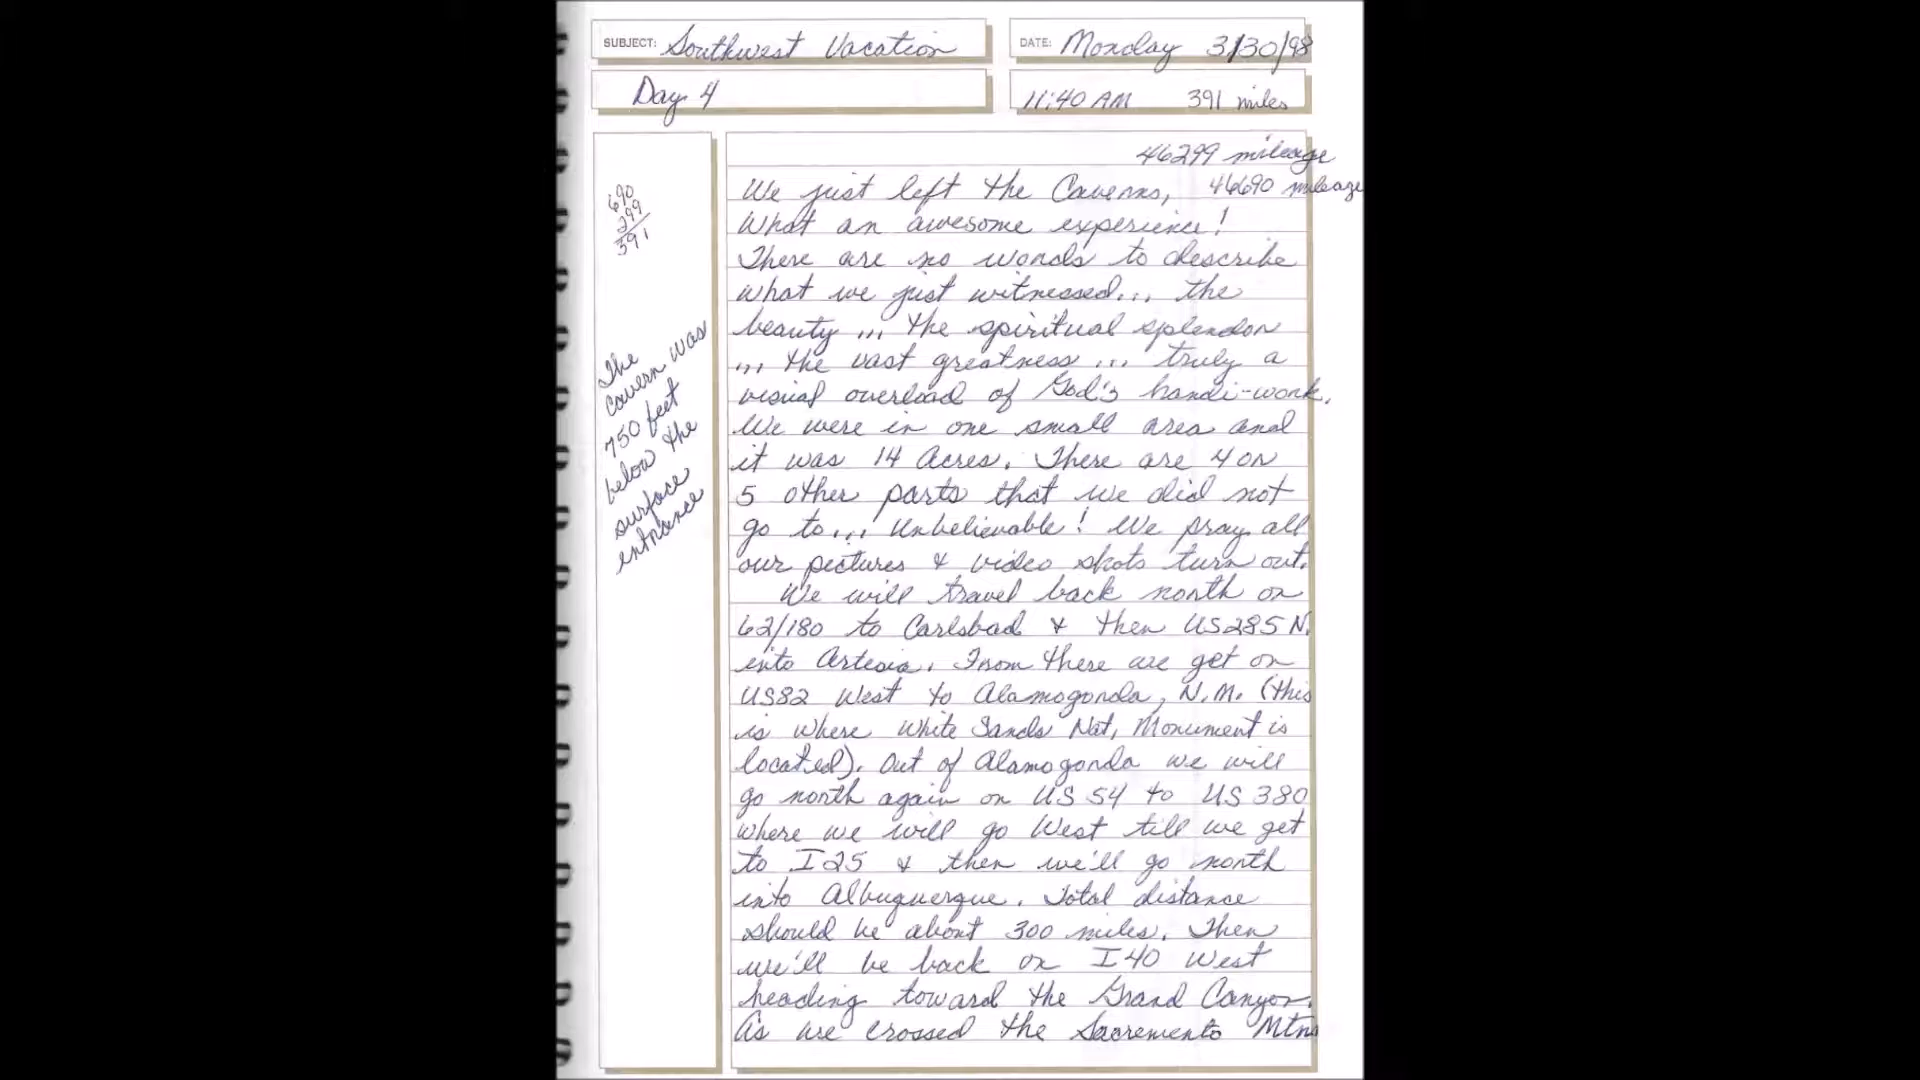 SUBJECT: Southwest Vacation
DATE: Monday 3/30/98
Day 4
11:40 AM 391 miles
690
299
391
The
Cavern was
750 feet
below the
surface
entrance
46299 mileage
We just left the Caverns, 46690 mileage
What an awesome experience!
There are no words to describe
what we just witnessed... the
beauty ... the spiritual splendor
... the vast greatness ... truly a
visual overload of God's handi-work.
We were in one small area and
it was 14 Acres. There are 4 or
5 other parts that we did not
go to... Unbelievable! We pray all
our pictures & video shots turn out.
We will travel back north on
62/180 to Carlsbad & then US285 N.
into Artesia. From there we get on
US82 West to Alamogorda, N.M. (this
is where White Sands Nat. Monument is
located). Out of Alamogorda we will
go north again on US 54 to US 380
where we will go West till we get
to I25 & then we'll go north
into Albuquerque. Total distance
should be about 300 miles. Then
we'll be back on I40 West
heading toward the Grand Canyon.
As we crossed the Sacremento Mtns